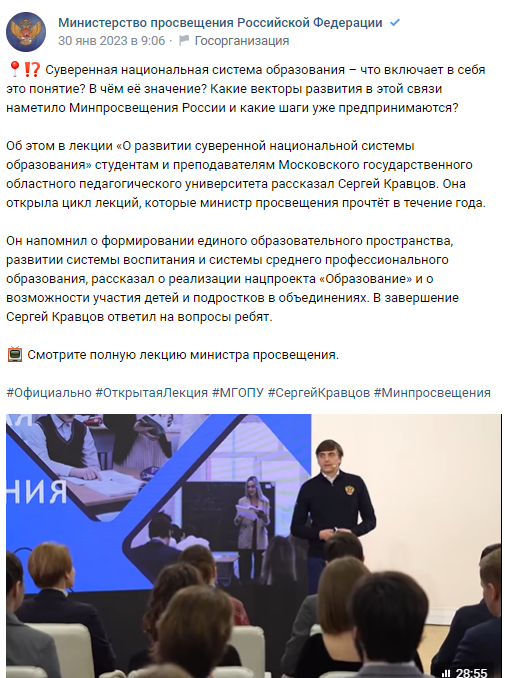 Министерство просвещения Российской Федерации
30 янв 2023 в 9:06 · Госорганизация
📍⁉️ Суверенная национальная система образования – что включает в себя
это понятие? В чём её значение? Какие векторы развития в этой связи
наметило Минпросвещения России и какие шаги уже предпринимаются?
Об этом в лекции «О развитии суверенной национальной системы
образования» студентам и преподавателям Московского государственного
областного педагогического университета рассказал Сергей Кравцов. Она
открыла цикл лекций, которые министр просвещения прочтёт в течение года.
Он напомнил о формировании единого образовательного пространства,
развитии системы воспитания и системы среднего профессионального
образования, рассказал о реализации нацпроекта «Образование» и о
возможности участия детей и подростков в объединениях. В завершение
Сергей Кравцов ответил на вопросы ребят.
📺 Смотрите полную лекцию министра просвещения.
#Официально #ОткрытаяЛекция #МГОПУ #СергейКравцов #Минпросвещения
НИЯ
28:55